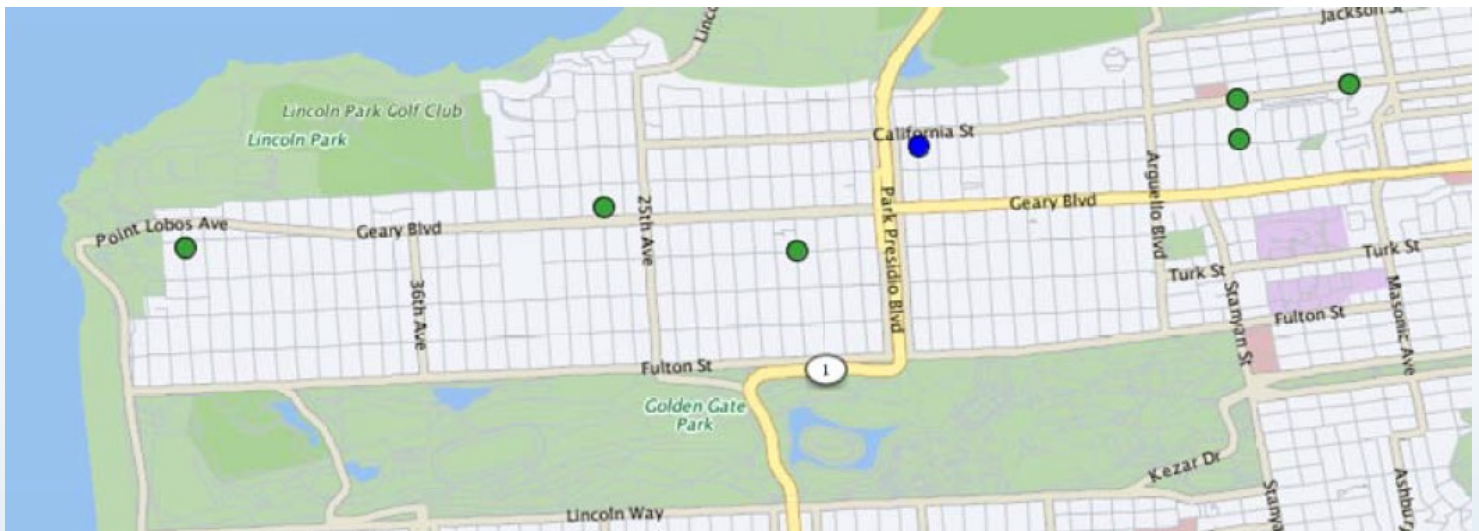 Jackson St
Lincoln Park Golf Club
Lincoln Park
California St
Geary Blvd
Point Lobos Ave
Geary Blvd
25th Ave
Park Presidio Blvd
Arguello Blvd
36th Ave
Turk St
Turk St
Stanyan St
Masonic Ave
Fulton St
Fulton St
1
Golden Gate
Park
Kezar Dr
Lincoln Way